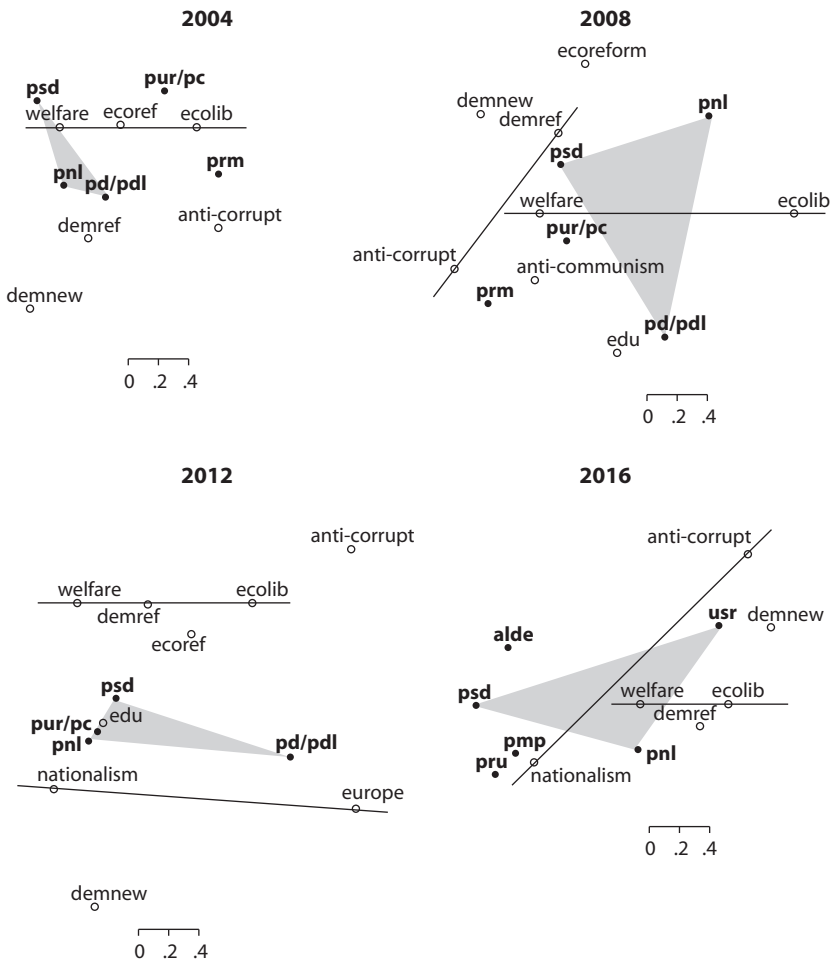 2004
psd
pur/pc
welfare
ecoref
ecolib
pnl
pd/pdl
prm
demref
anti-corrupt
demnew
0 .2 .4
2008
ecoreform
demnew
demref
pnl
psd
welfare
ecolib
pur/pc
anti-corrupt
anti-communism
prm
pd/pdl
edu
0 .2 .4
2012
anti-corrupt
welfare
ecolib
demref
ecoref
psd
edu
pur/pc
pnl
pd/pdl
nationalism
europe
demnew
0 .2 .4
2016
anti-corrupt
usr
demnew
alde
psd
welfare
ecolib
demref
pmp
pnl
pru
nationalism
0 .2 .4